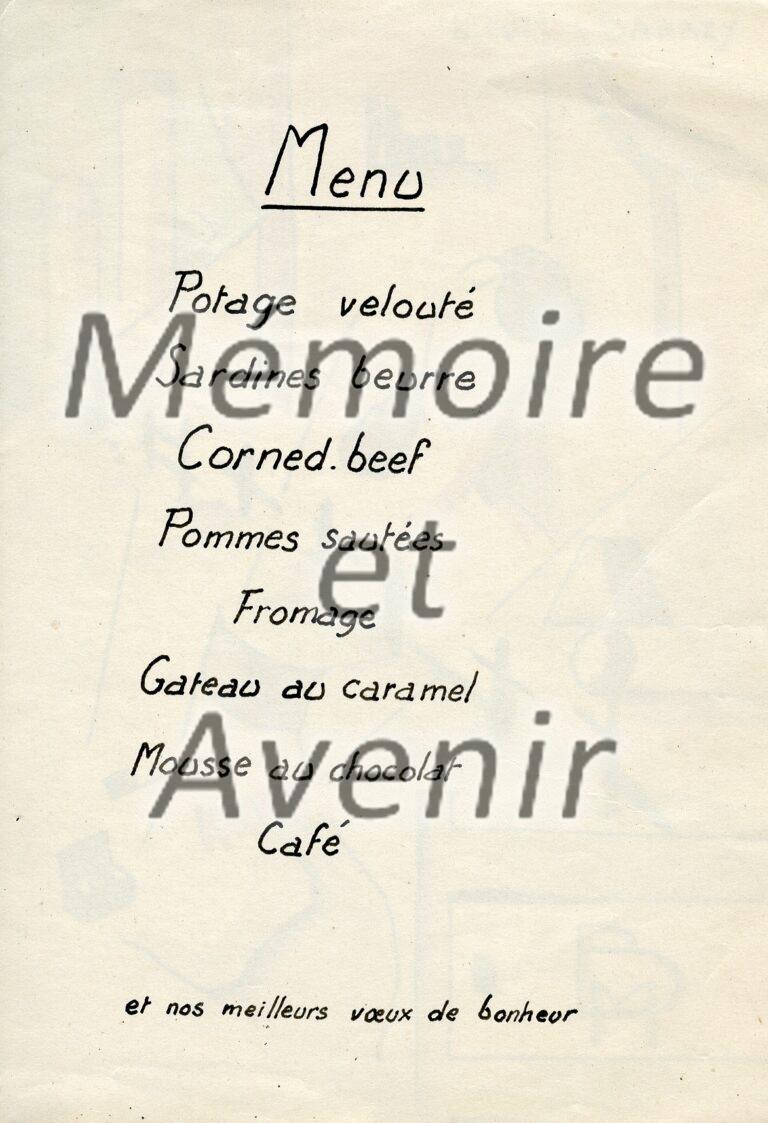 Menu
Potage velouté
Sardines beurre
Corned.beef
Pommes sautées
Fromage
Gateau au caramel
Mousse au chocolat
Café
et nos meilleurs vœux de bonheur
Mémoire
et
Avenir